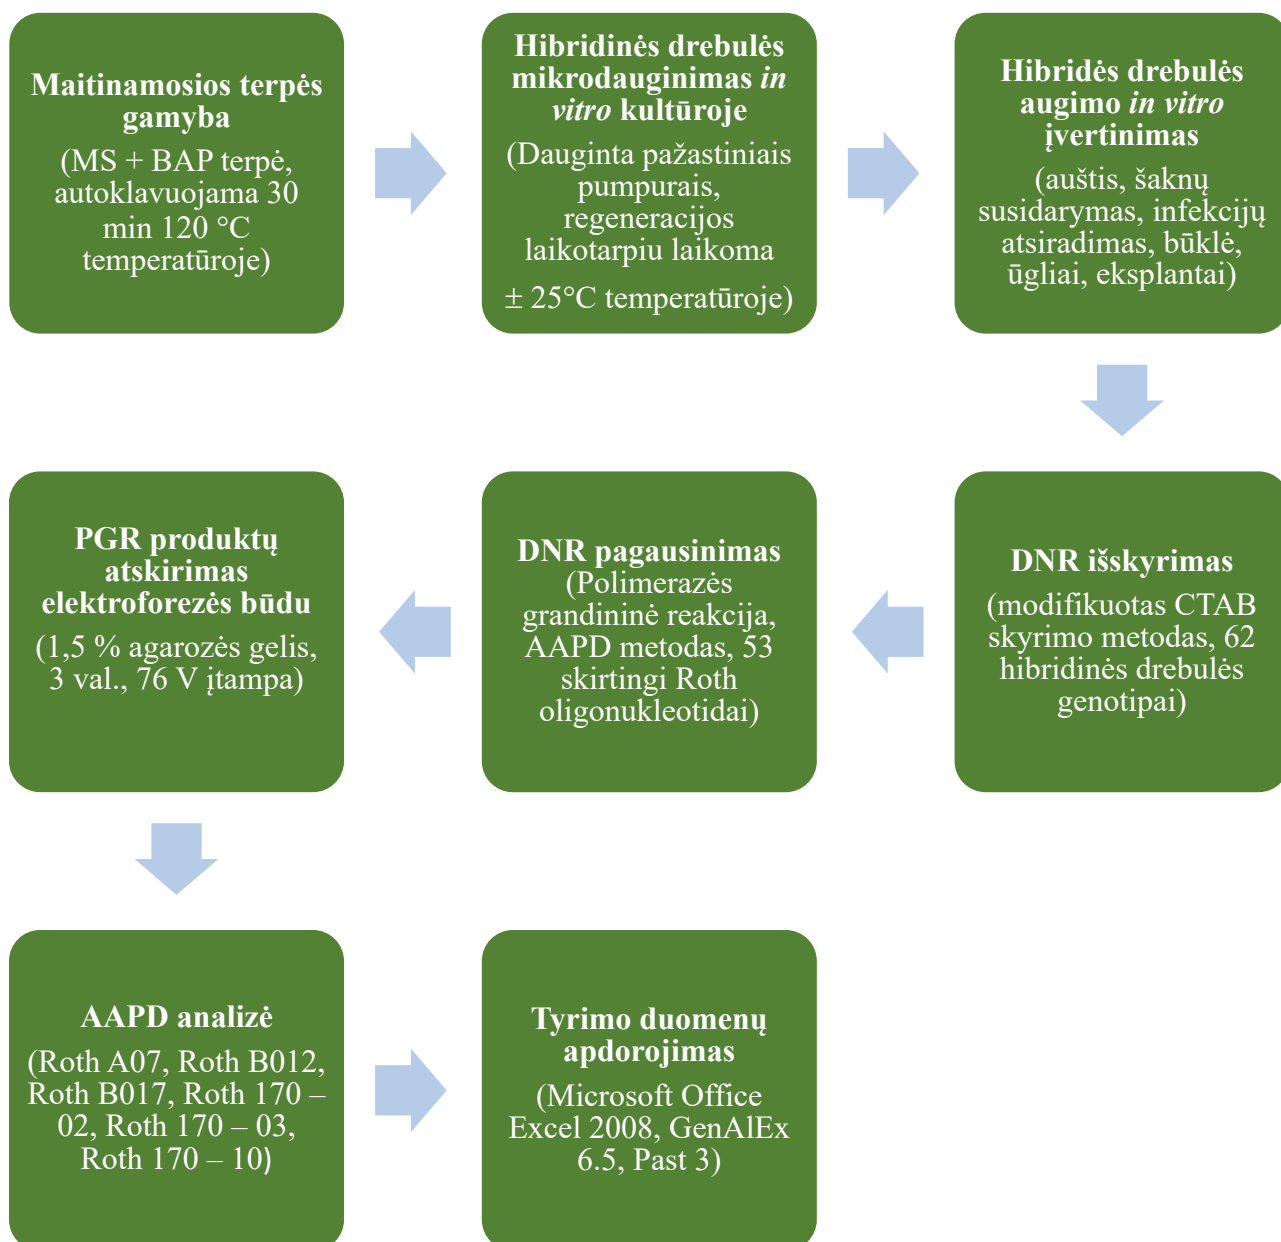 Maitinamosios terpės
gamyba
(MS + BAP terpė,
autoklavuojama 30
min 120 °C
temperatūroje)
Hibridinės drebulės
mikrodauginimas in
vitro kultūroje
(Dauginta pažastiniais
pumpurais,
regeneracijos
laikotarpiu laikoma
± 25°C temperatūroje)
Hibridės drebulės
augimo in vitro
įvertinimas
(auštis, šaknų
susidarymas, infekcijų
atsiradimas, būklė,
ūgliai, eksplantai)
DNR išskyrimas
(modifikuotas CTAB
skyrimo metodas, 62
hibridinės drebulės
genotipai)
DNR pagausinimas
(Polimerazės
grandininė reakcija,
AAPD metodas, 53
skirtingi Roth
oligonukleotidai)
PGR produktų
atskirimas
elektroforezės būdu
(1,5 % agarozės gelis,
3 val., 76 V įtampa)
AAPD analizė
(Roth A07, Roth B012,
Roth B017, Roth 170 –
02, Roth 170 – 03,
Roth 170 – 10)
Tyrimo duomenų
apdorojimas
(Microsoft Office
Excel 2008, GenAlEx
6.5, Past 3)